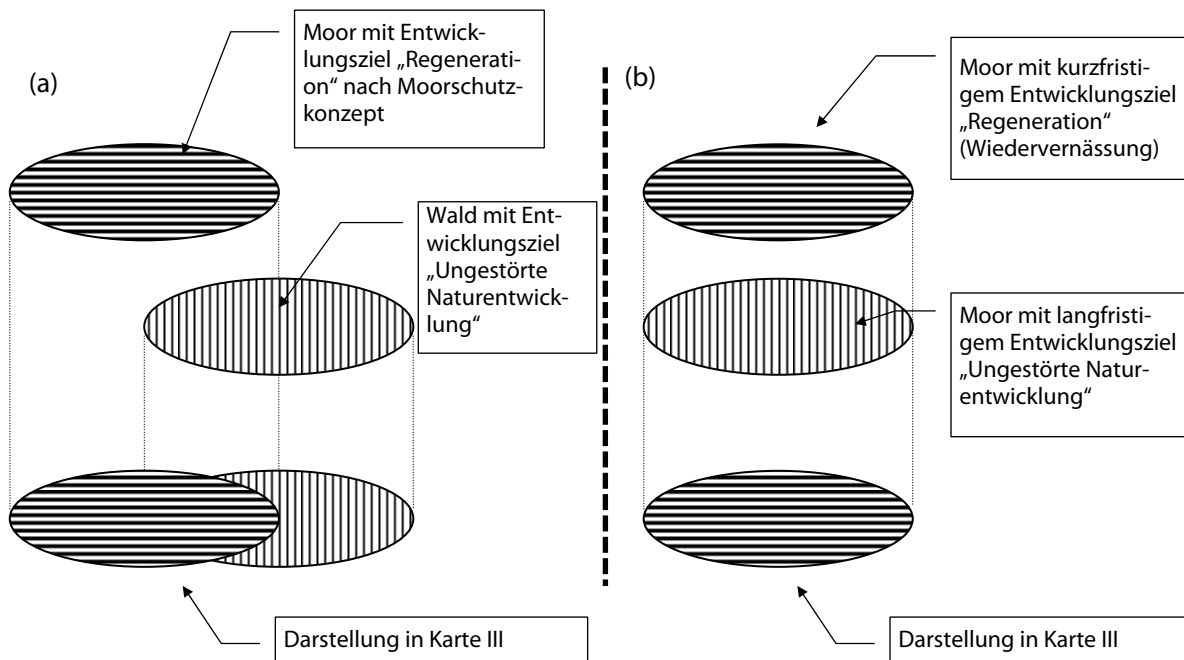 (a)
Moor mit Entwick-
lungsziel „Regenerati-
on“ nach Moorschutz-
konzept
Wald mit Ent-
wicklungsziel
„Ungestörte
Naturentwick-
lung“
Darstellung in Karte III
(b)
Moor mit kurzfristi-
gem Entwicklungsziel
„Regeneration“
(Wiedervernässung)
Moor mit langfristi-
gem Entwicklungsziel
„Ungestörte Natur-
entwicklung“
Darstellung in Karte III